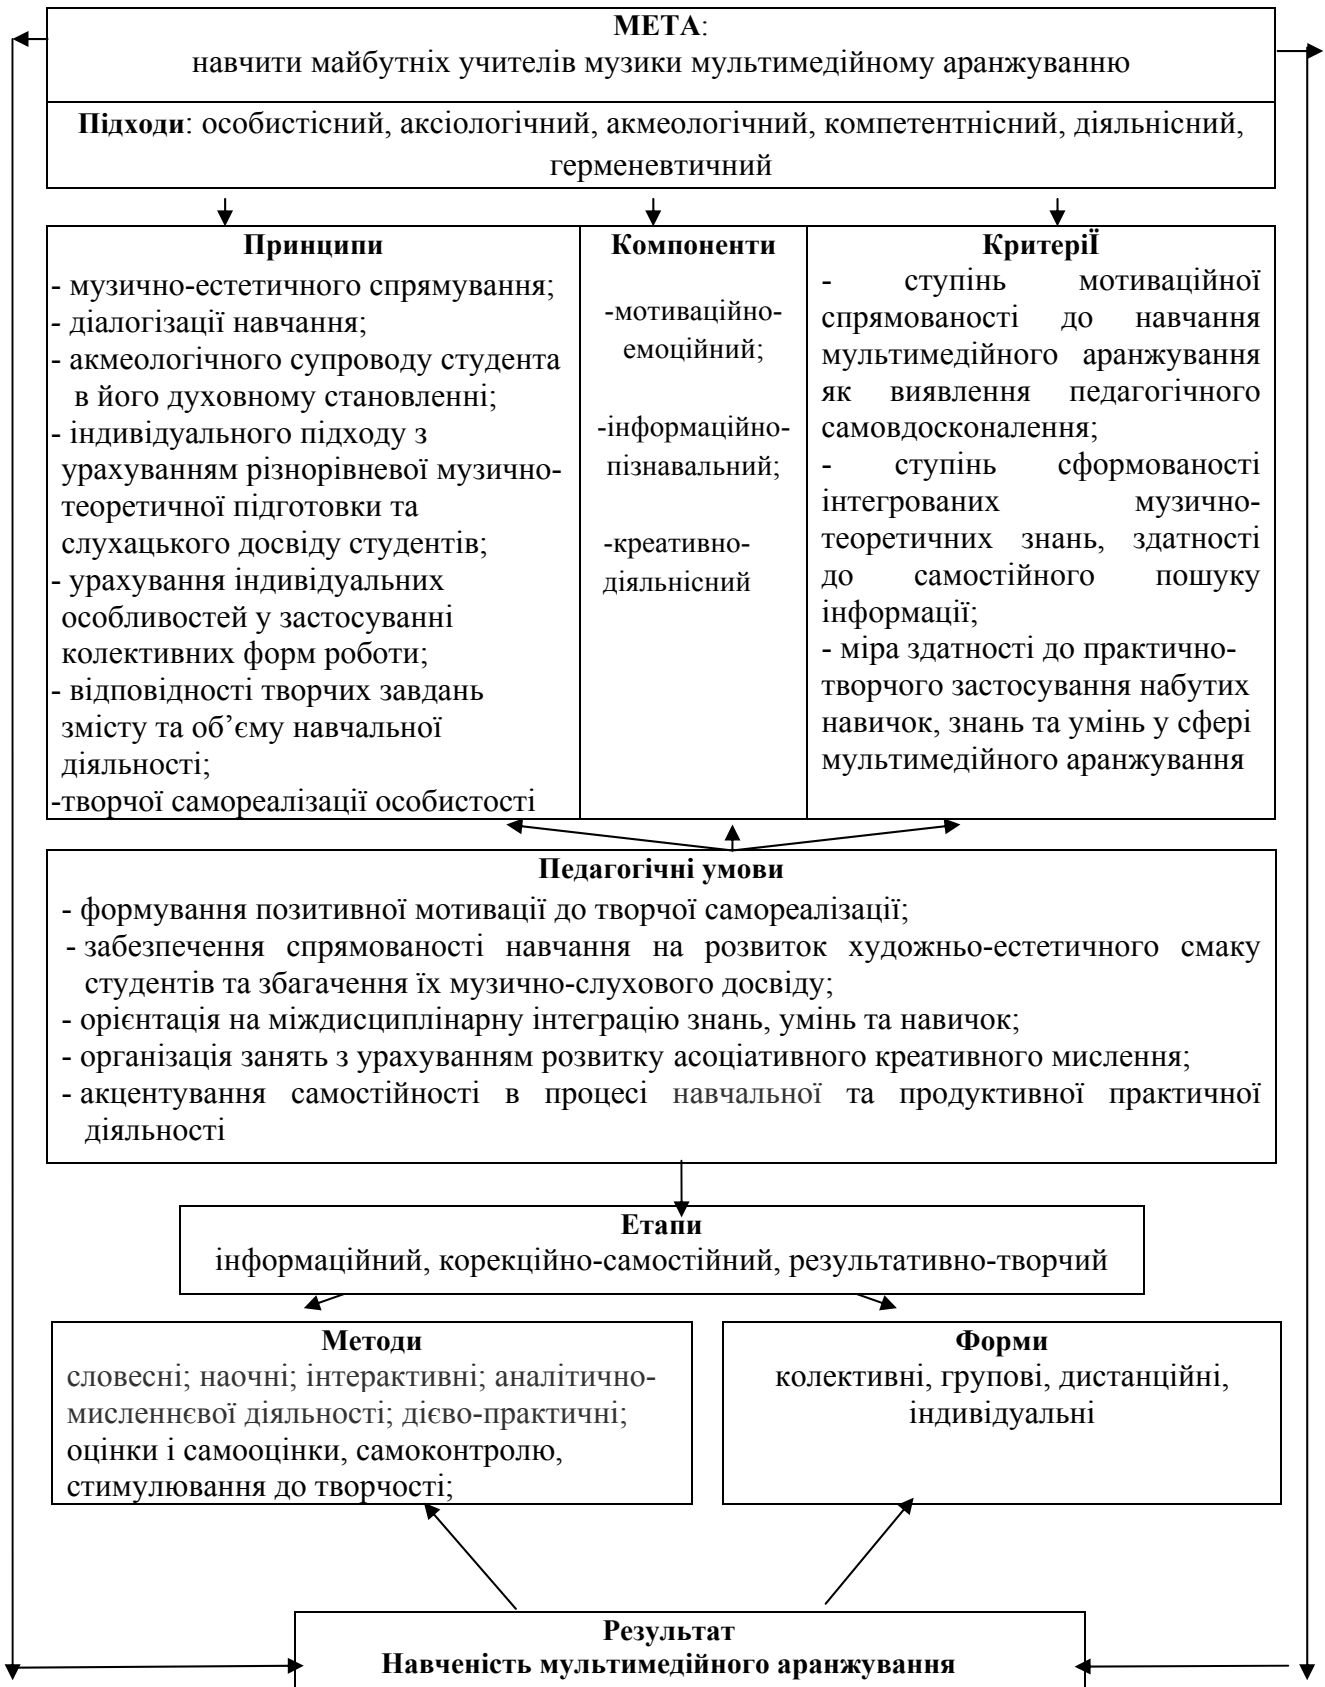 МЕТА:
навчити майбутніх учителів музики мультимедійному аранжуванню
Підходи: особистісний, аксіологічний, акмеологічний, компетентнісний, діяльнісний,
герменевтичний
Принципи
- музично-естетичного спрямування;
- діалогізації навчання;
- акмеологічного супроводу студента
в його духовному становленні;
- індивідуального підходу з
урахуванням різнорівневої музично-
теоретичної підготовки та
слухацького досвіду студентів;
- урахування індивідуальних
особливостей у застосуванні
колективних форм роботи;
- відповідності творчих завдань
змісту та об’єму навчальної
діяльності;
-творчої самореалізації особистості
Компоненти
-мотиваційно-
емоційний;
-інформаційно-
пізнавальний;
-креативно-
діяльнісний
КритеріЇ
- ступінь мотиваційної
спрямованості до навчання
мультимедійного аранжування
як виявлення педагогічного
самовдосконалення;
- ступінь сформованості
інтегрованих музично-
теоретичних знань, здатності
до самостійного пошуку
інформації;
- міра здатності до практично-
творчого застосування набутих
навичок, знань та умінь у сфері
мультимедійного аранжування
Педагогічні умови
- формування позитивної мотивації до творчої самореалізації;
- забезпечення спрямованості навчання на розвиток художньо-естетичного смаку
студентів та збагачення їх музично-слухового досвіду;
- орієнтація на міждисциплінарну інтеграцію знань, умінь та навичок;
- організація занять з урахуванням розвитку асоціативного креативного мислення;
- акцентування самостійності в процесі навчальної та продуктивної практичної
діяльності
Етапи
інформаційний, корекційно-самостійний, результативно-творчий
Методи
словесні; наочні; інтерактивні; аналітично-
мисленнєвої діяльності; дієво-практичні;
оцінки і самооцінки, самоконтролю,
стимулювання до творчості;
Форми
колективні, групові, дистанційні,
індивідуальні
Результат
Навченість мультимедійного аранжування